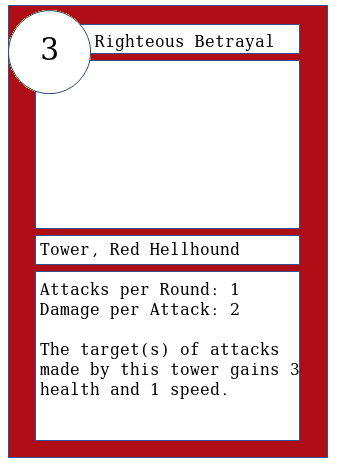 3
Righteous Betrayal
Tower, Red Hellhound
Attacks per Round: 1
Damage per Attack: 2
The target(s) of attacks
made by this tower gains 3
health and 1 speed.